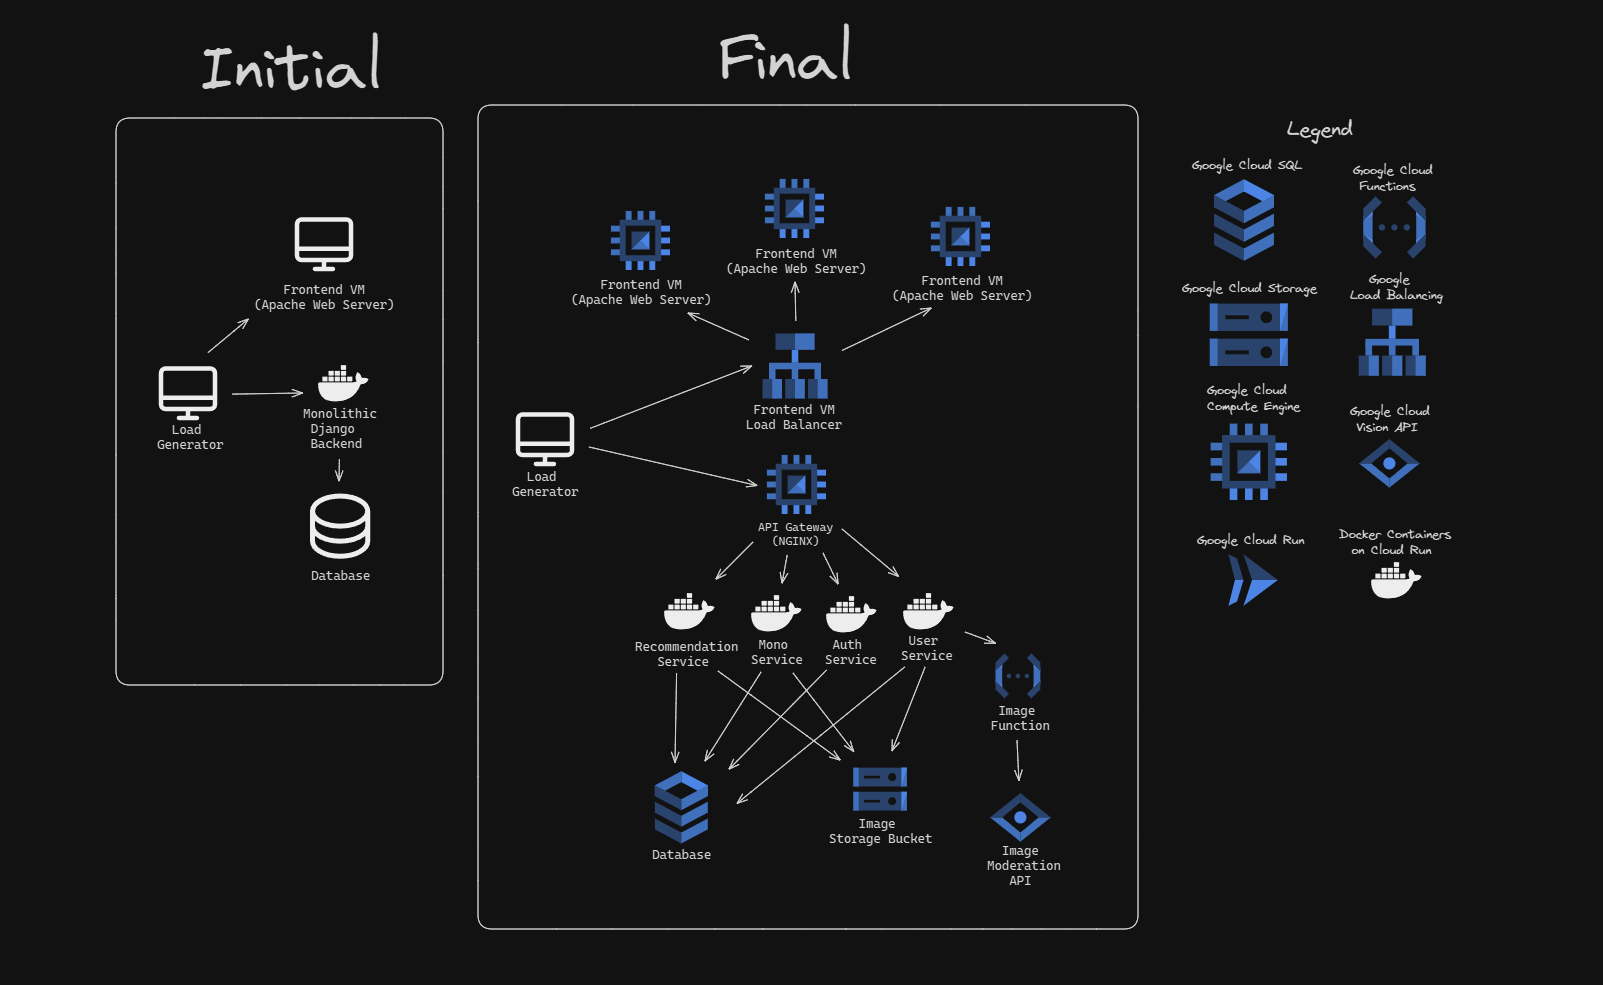 Initial
Frontend VM
(Apache Web Server)
Load
Generator
Monolithic
Django
Backend
Database
Final
Frontend VM
(Apache Web Server)
Frontend VM
(Apache Web Server)
Frontend VM
(Apache Web Server)
Frontend VM
Load Balancer
Load
Generator
API Gateway
(NGINX)
Recommendation
Service
Mono
Service
Auth
Service
User
Service
Image
Function
Database
Image
Storage Bucket
Image
Moderation
API
Legend
Google Cloud SQL
Google Cloud
Functions
Google Cloud Storage
Google
Load Balancing
Google Cloud
Compute Engine
Google Cloud
Vision API
Google Cloud Run
Docker Containers
on Cloud Run